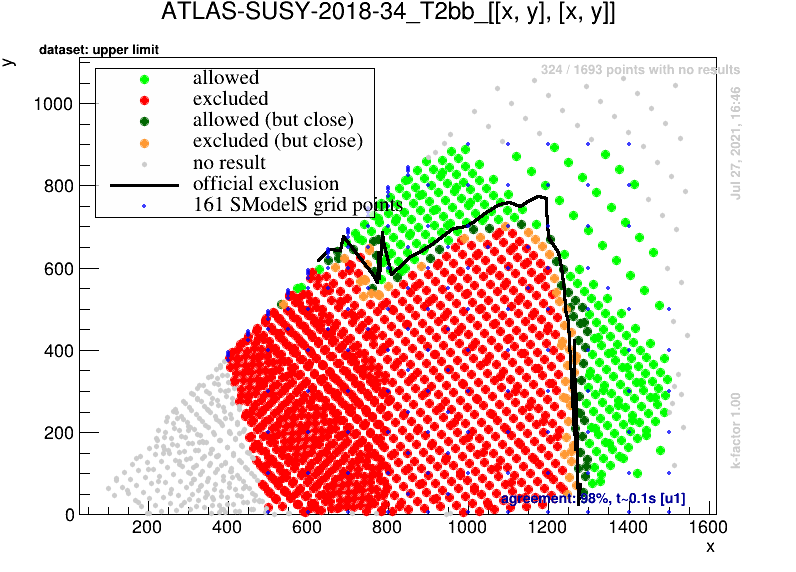 ATLAS-SUSY-2018-34_T2bb_[[x, y], [x, y]]
dataset: upper limit
y
324 / 1693 points with no results
allowed
excluded
allowed (but close)
excluded (but close)
no result
official exclusion
161 SModelS grid points
Jul 27, 2021, 16:46
k-factor 1.00
1000
800
600
400
200
0
agreement: 98%, t~0.1s [u1]
200 400 600 800 1000 1200 1400 1600
x